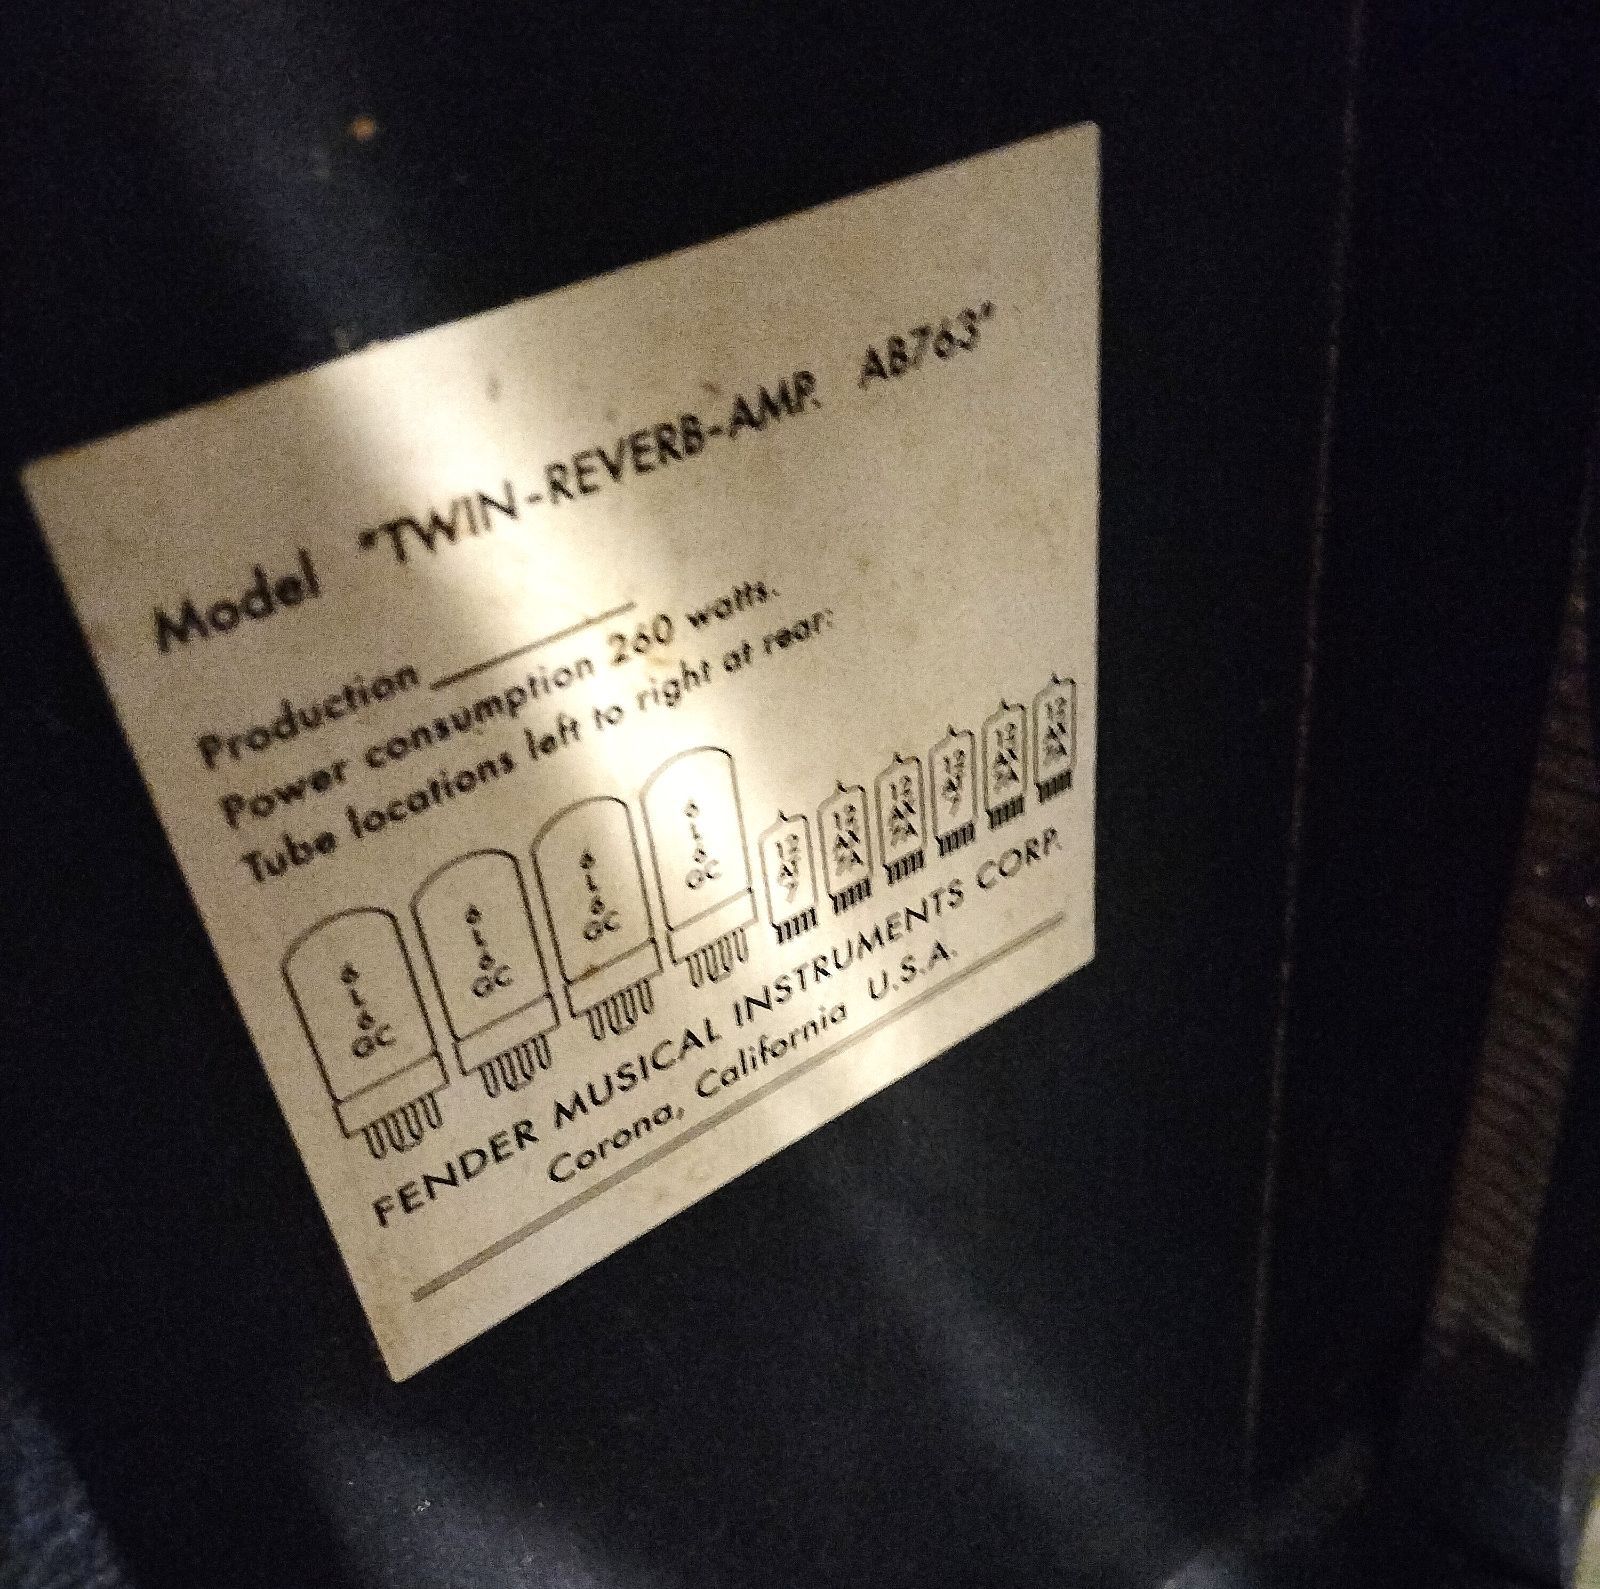 Model "TWIN-REVERB-AMP. AB763"
Production
Power consumption 260 watts.
Tube locations left to right at rear:
6L6GC 6L6GC 6L6GC 6L6GC 12AT7 12AX7A 12AX7A 12AT7 12AX7A 12AX7A
FENDER MUSICAL INSTRUMENTS CORP.
Corona, California U.S.A.